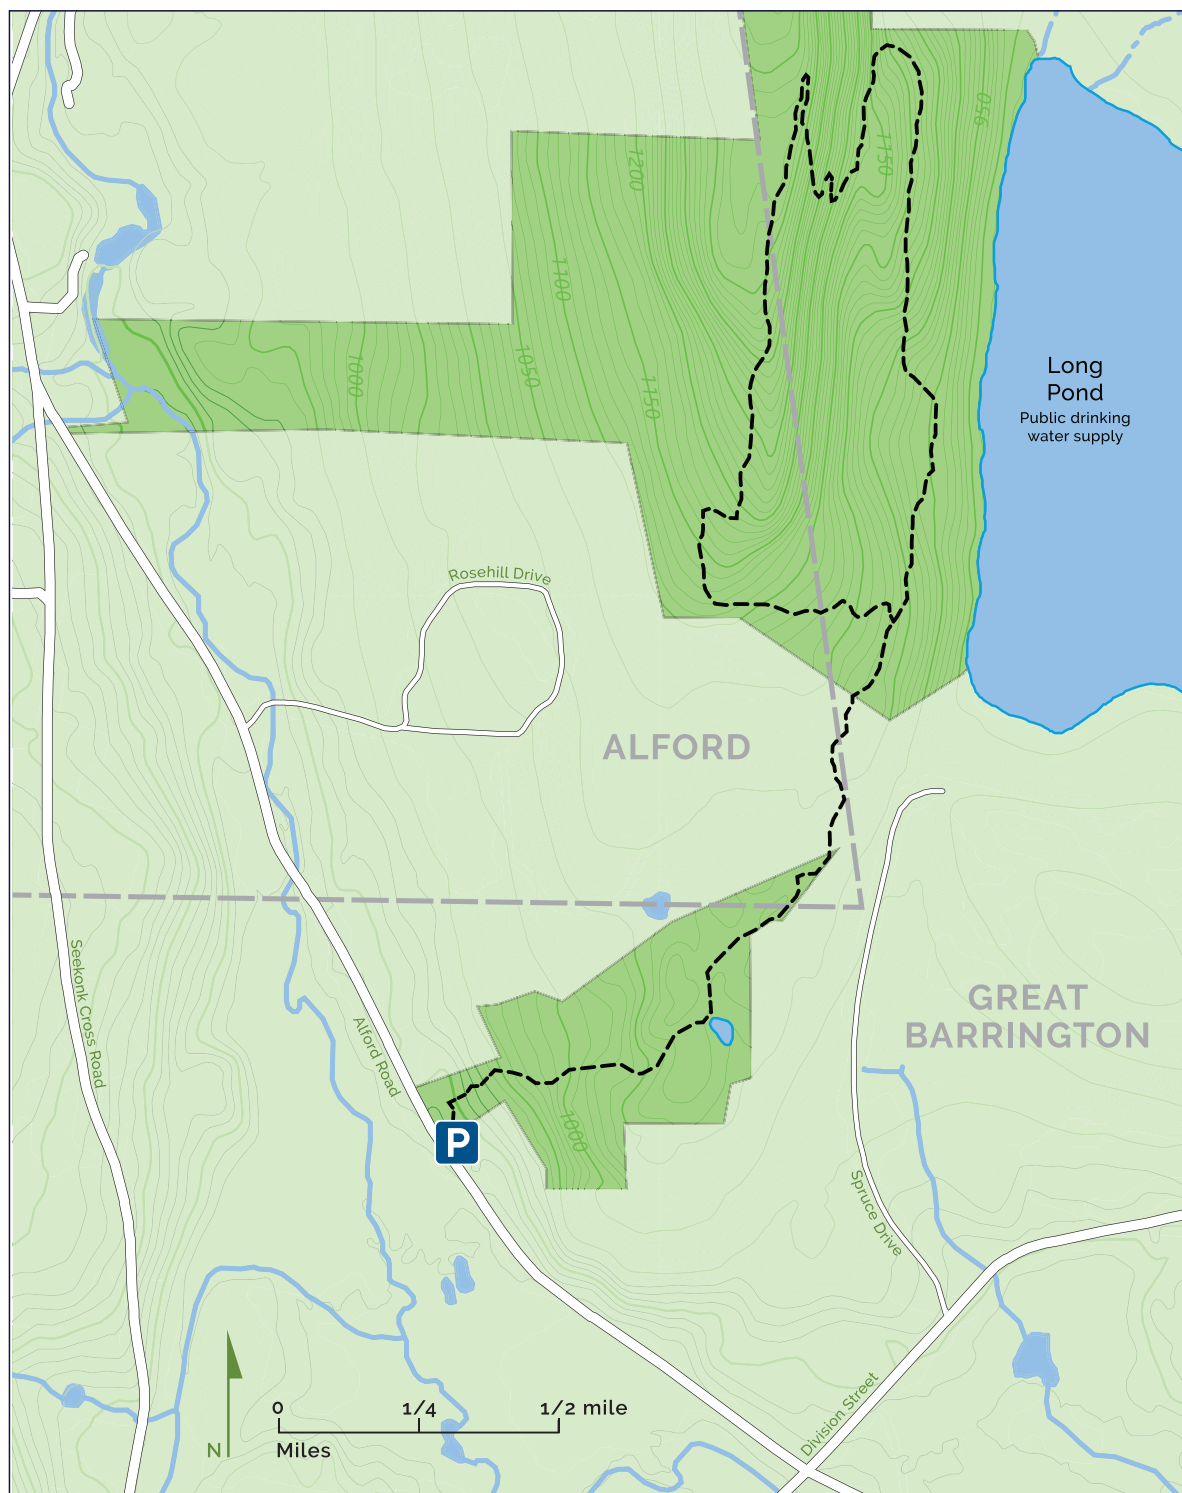 950
1200
1150
1100
1050
1000
1150
Long
Pond
Public drinking
water supply
Rosehill Drive
ALFORD
Seekonk Cross Road
Alford Road
GREAT
BARRINGTON
1000
P
Spruce Drive
Division Street
N
0 1/4 1/2 mile
Miles